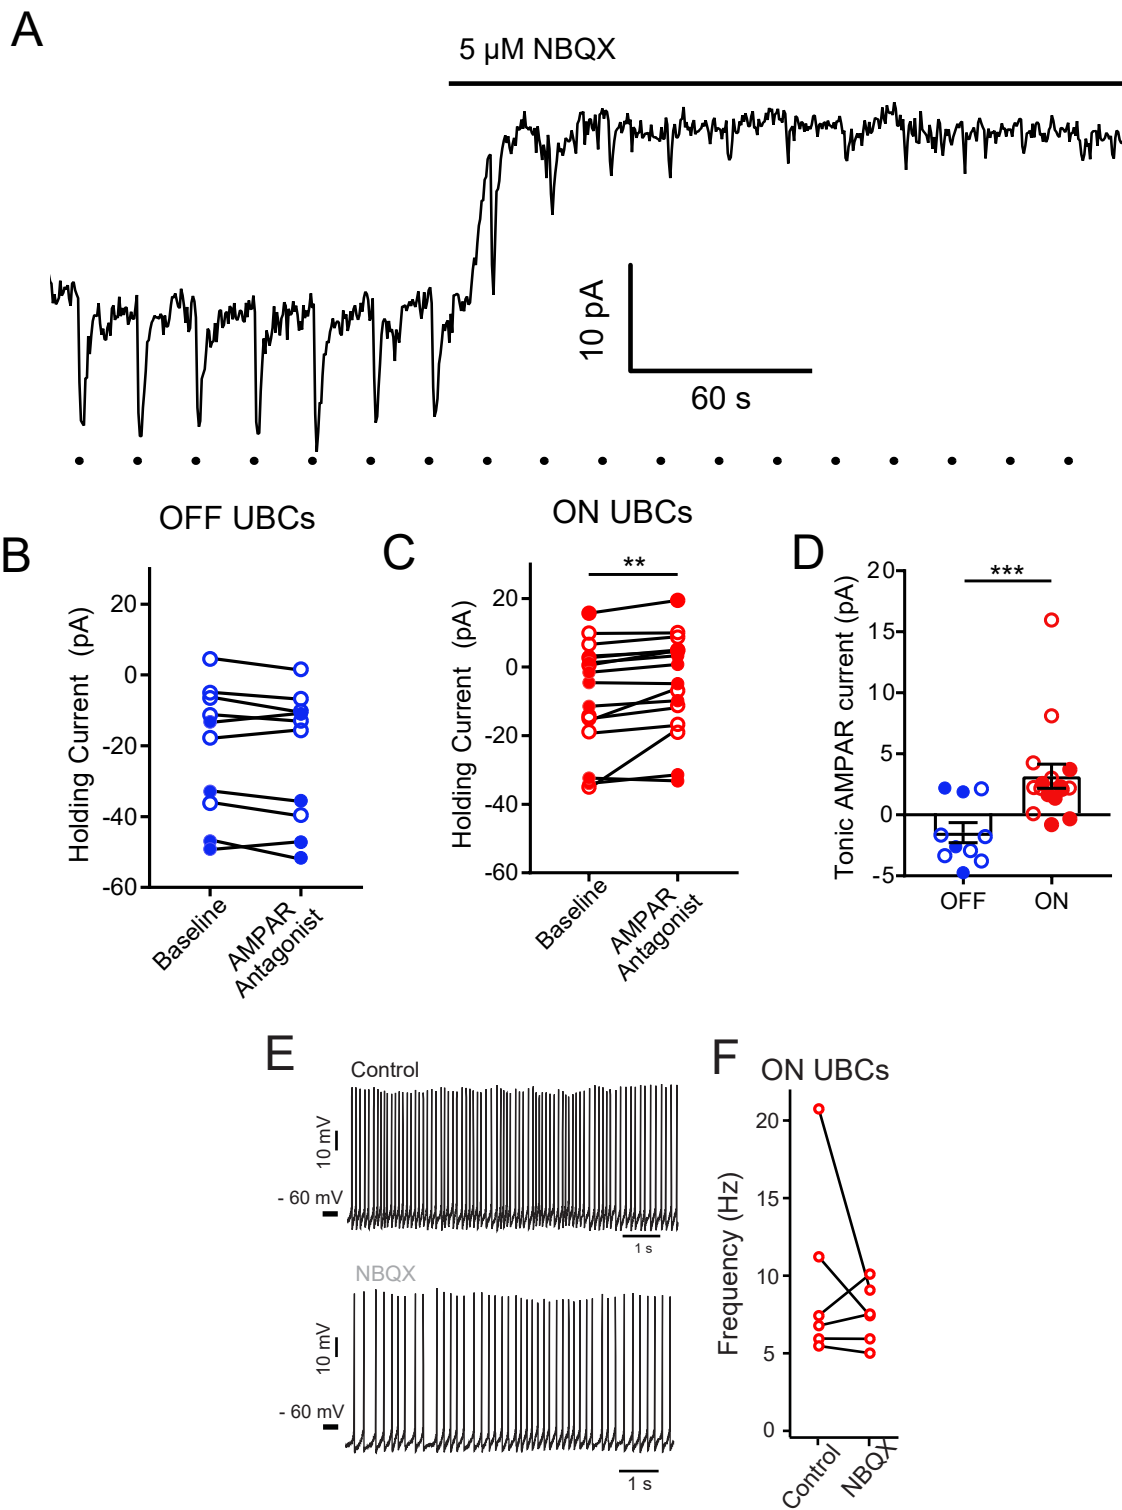 A
5 µM NBQX
10 pA
60 s
OFF UBCs
ON UBCs
B
20
0
-20
-40
-60
Holding Current (pA)
Baseline
AMPAR
Antagonist
C
**
20
0
-20
-40
-60
Holding Current (pA)
Baseline
AMPAR
Antagonist
D
***
20
15
10
5
0
-5
Tonic AMPAR current (pA)
OFF
ON
E
Control
10 mV
- 60 mV
1 s
NBQX
10 mV
- 60 mV
1 s
F
ON UBCs
20
15
10
5
0
Frequency (Hz)
Control
NBQX